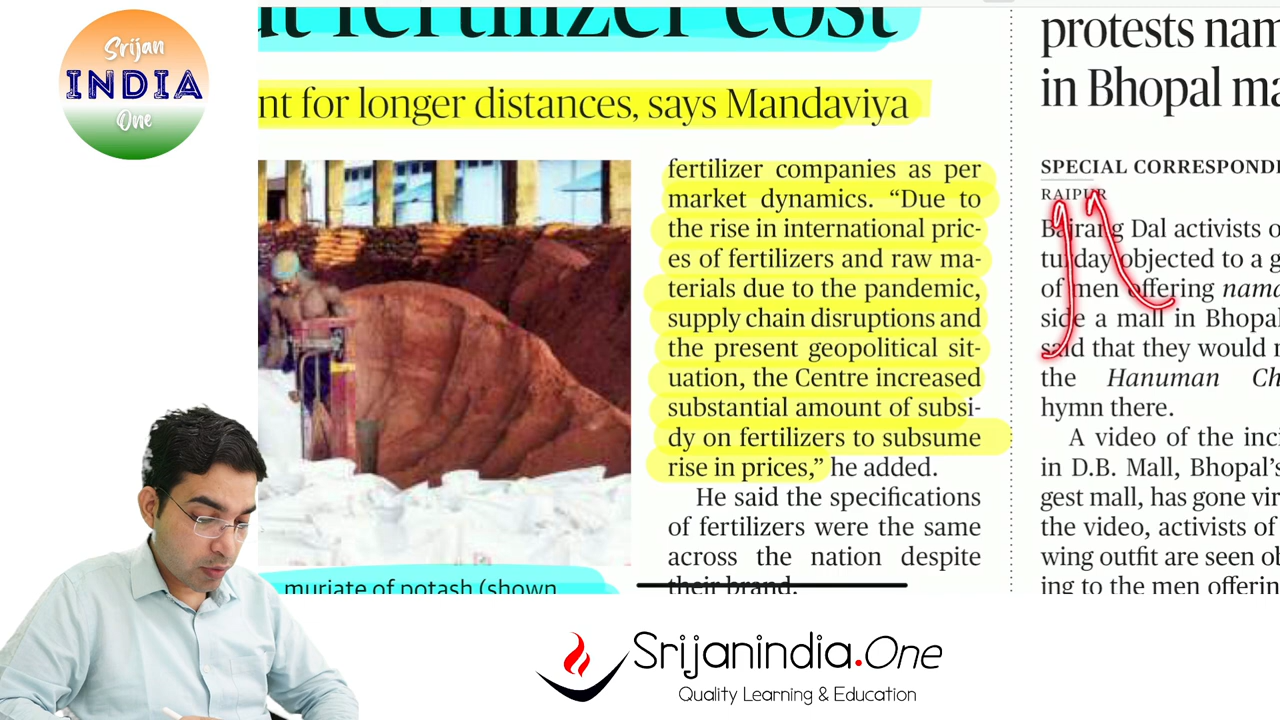 Srijan
INDIA
One
fertilizer cost
nt for longer distances, says Mandaviya
fertilizer companies as per
market dynamics. “Due to
the rise in international pric-
es of fertilizers and raw ma-
terials due to the pandemic,
supply chain disruptions and
the present geopolitical sit-
uation, the Centre increased
substantial amount of subsi-
dy on fertilizers to subsume
rise in prices,” he added.
He said the specifications
of fertilizers were the same
across the nation despite
their brand.
muriate of potash (shown
protests nam
in Bhopal ma
SPECIAL CORRESPONDE
RAIPUR
Bajrang Dal activists o
turday objected to a g
of men offering nama
side a mall in Bhopal
said that they would r
the Hanuman Ch
hymn there.
A video of the inci
in D.B. Mall, Bhopal’s
gest mall, has gone vir
the video, activists of
wing outfit are seen ob
ing to the men offerin
Srijanindia.One
Quality Learning & Education